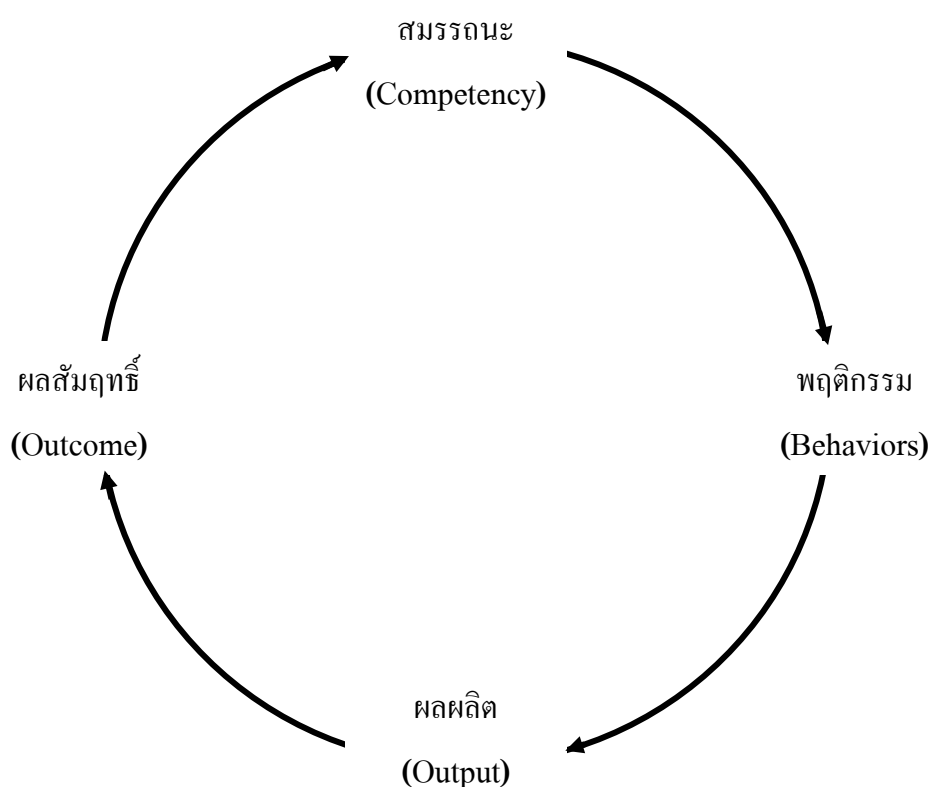 สมรรถนะ
(Competency)
พฤติกรรม
(Behaviors)
ผลผลิต
(Output)
ผลสัมฤทธิ์
(Outcome)